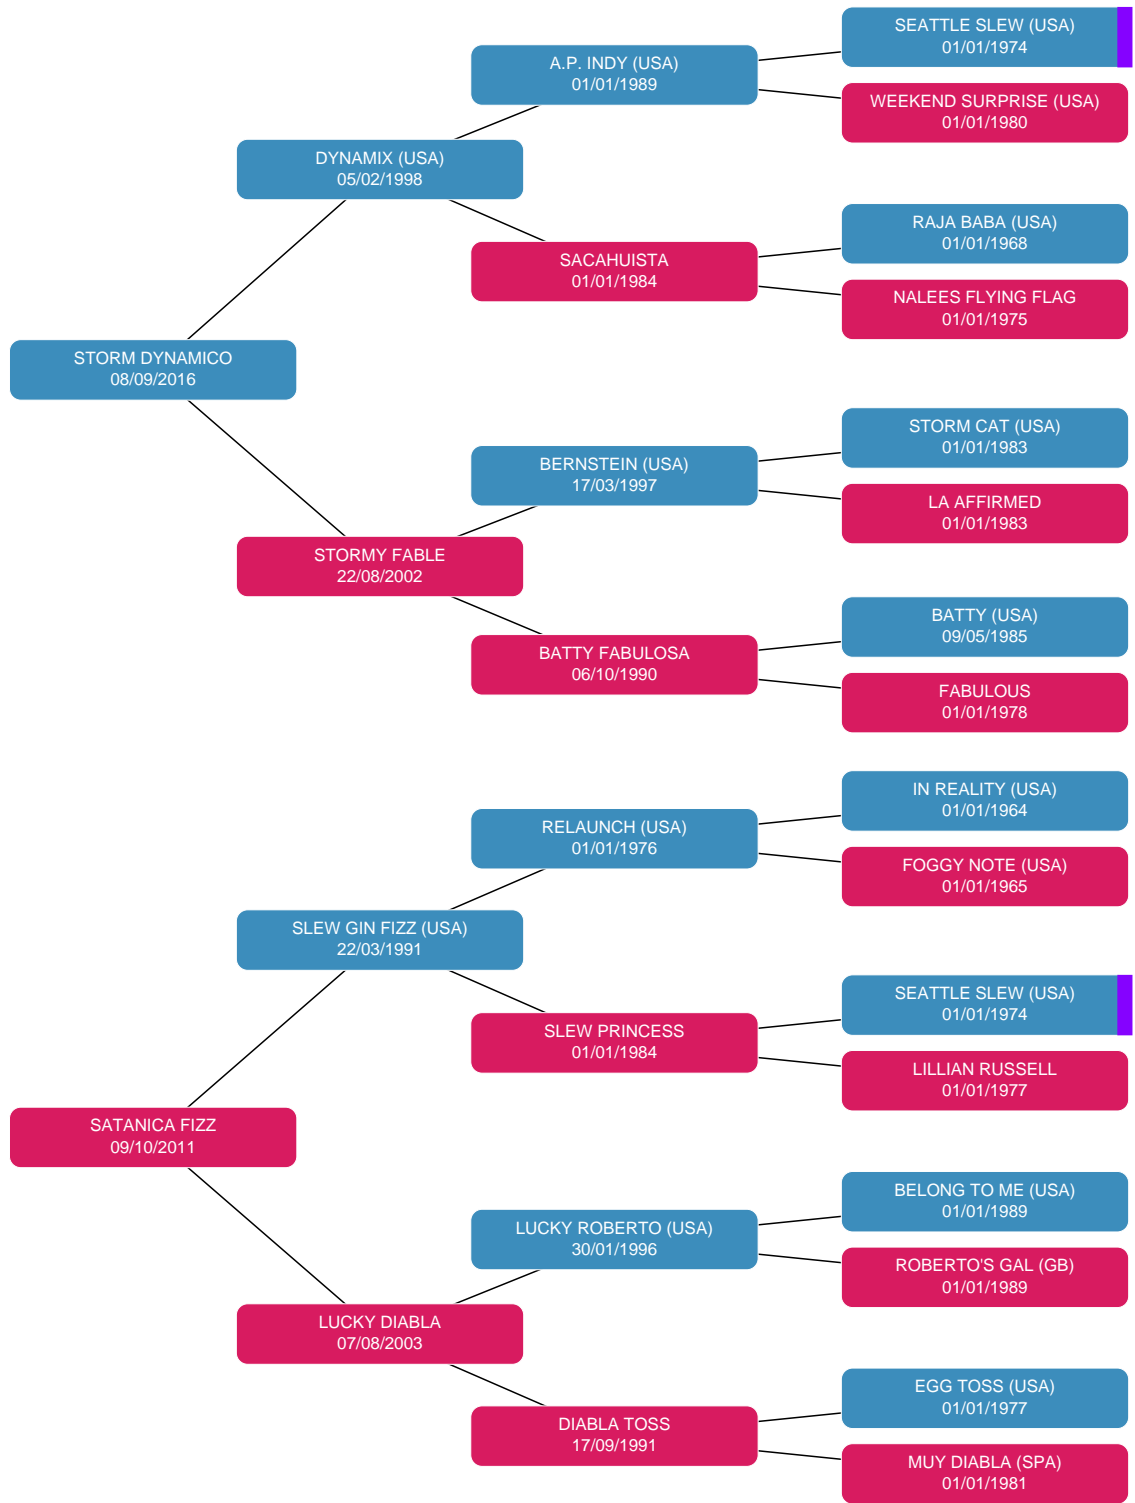 SEATTLE SLEW (USA)
01/01/1974
A.P. INDY (USA)
01/01/1989
WEEKEND SURPRISE (USA)
01/01/1980
DYNAMIX (USA)
05/02/1998
RAJA BABA (USA)
01/01/1968
SACAHUISTA
01/01/1984
NALEES FLYING FLAG
01/01/1975
STORM DYNAMICO
08/09/2016
STORM CAT (USA)
01/01/1983
BERNSTEIN (USA)
17/03/1997
LA AFFIRMED
01/01/1983
STORMY FABLE
22/08/2002
BATTY (USA)
09/05/1985
BATTY FABULOSA
06/10/1990
FABULOUS
01/01/1978
IN REALITY (USA)
01/01/1964
RELAUNCH (USA)
01/01/1976
FOGGY NOTE (USA)
01/01/1965
SLEW GIN FIZZ (USA)
22/03/1991
SEATTLE SLEW (USA)
01/01/1974
SLEW PRINCESS
01/01/1984
LILLIAN RUSSELL
01/01/1977
SATANICA FIZZ
09/10/2011
BELONG TO ME (USA)
01/01/1989
LUCKY ROBERTO (USA)
30/01/1996
ROBERTO'S GAL (GB)
01/01/1989
LUCKY DIABLA
07/08/2003
EGG TOSS (USA)
01/01/1977
DIABLA TOSS
17/09/1991
MUY DIABLA (SPA)
01/01/1981